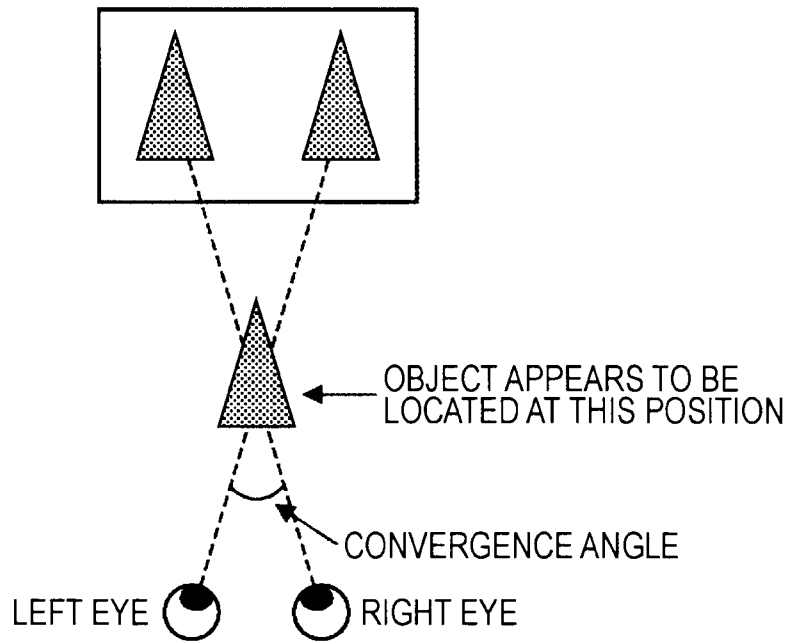 OBJECT APPEARS TO BE
LOCATED AT THIS POSITION
CONVERGENCE ANGLE
LEFT EYE
RIGHT EYE